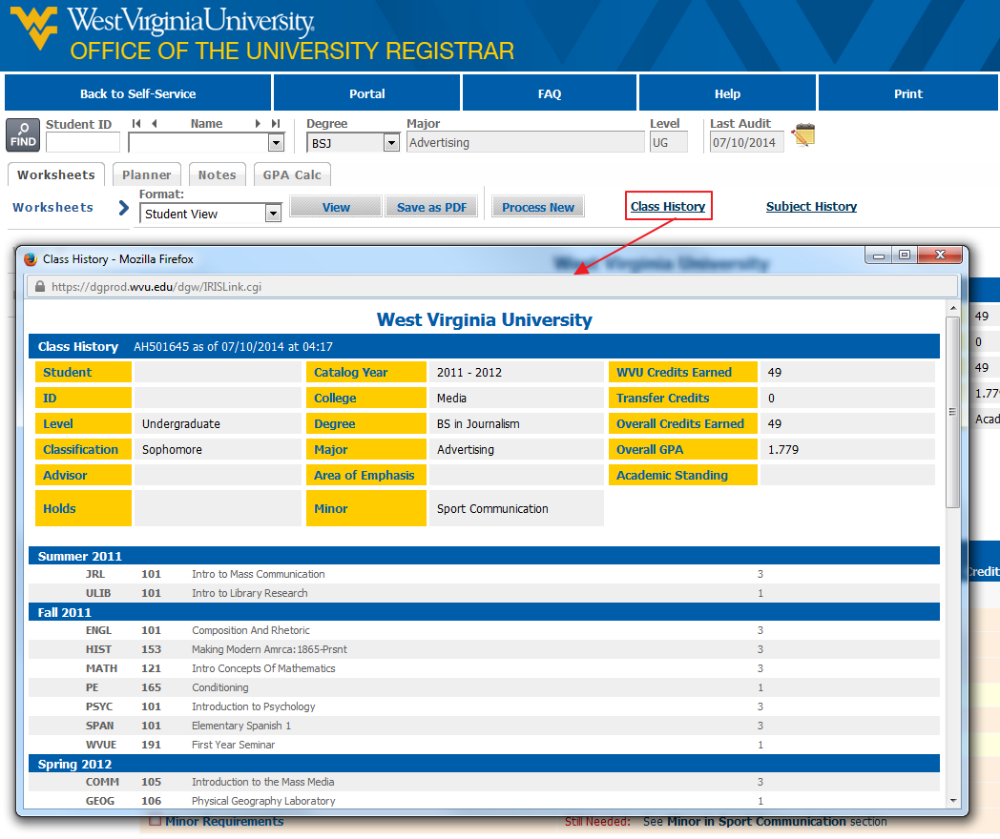 West Virginia University.
OFFICE OF THE UNIVERSITY REGISTRAR
Back to Self-Service Portal FAQ Help Print
FIND Student ID Name Degree Major Level Last Audit
BSJ Advertising UG 07/10/2014
Worksheets Planner Notes GPA Calc
Worksheets Format: Student View View Save as PDF Process New Class History Subject History
Class History - Mozilla Firefox
West Virginia University
https://dgprod.wvu.edu/dgw/IRISLink.cgi
West Virginia University
Class History AH501645 as of 07/10/2014 at 04:17
Student Catalog Year 2011 - 2012 WVU Credits Earned 49
ID College Media Transfer Credits 0
Level Undergraduate Degree BS in Journalism Overall Credits Earned 49
Classification Sophomore Major Advertising Overall GPA 1.779
Advisor Area of Emphasis Academic Standing
Holds Minor Sport Communication
49
0
49
1.77
Acad
Credit
Summer 2011
JRL 101 Intro to Mass Communication 3
ULIB 101 Intro to Library Research 1
Fall 2011
ENGL 101 Composition And Rhetoric 3
HIST 153 Making Modern Amrca:1865-Prsnt 3
MATH 121 Intro Concepts Of Mathematics 3
PE 165 Conditioning 1
PSYC 101 Introduction to Psychology 3
SPAN 101 Elementary Spanish 1 3
WVUE 191 First Year Seminar 1
Spring 2012
COMM 105 Introduction to the Mass Media 3
GEOG 106 Physical Geography Laboratory 1
Minor Requirements Still Needed: See Minor in Sport Communication section